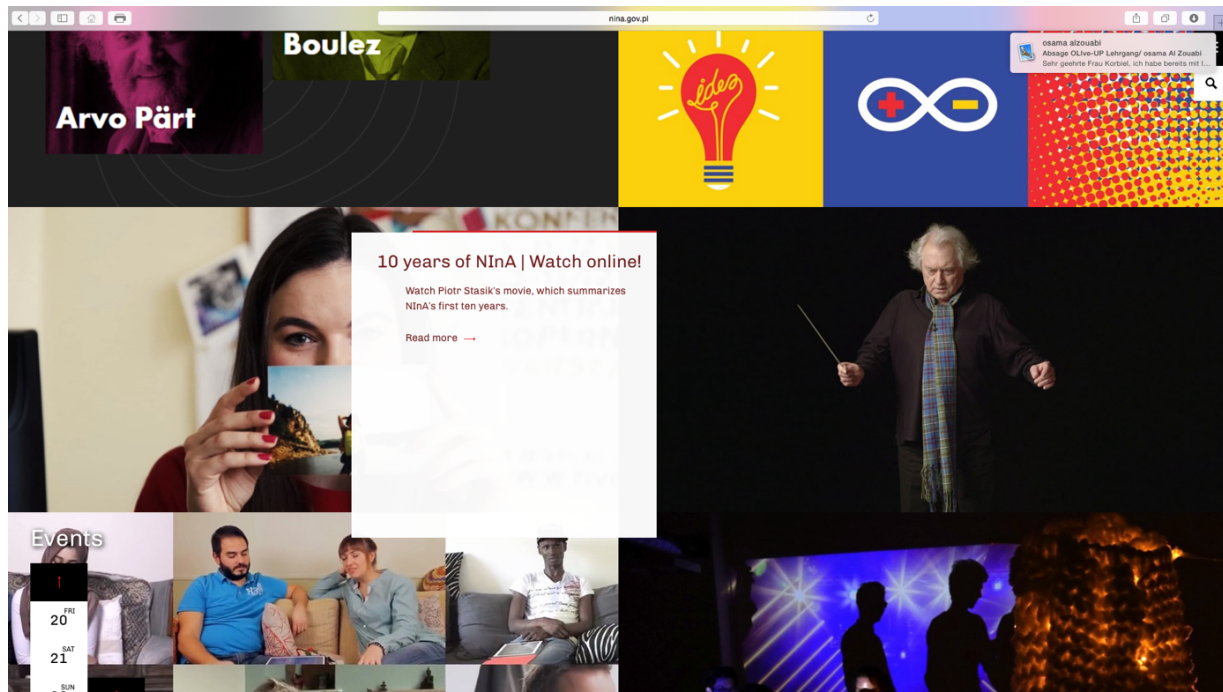 nina.gov.pl
osama alzouabi
Absage OLIve-UP Lehrgang/ osama Al Zouabi
Sehr geehrte Frau Korbiel, ich habe bereits mit I...
Boulez
Arvo Pärt
idea
KONFEREN
10 years of NInA | Watch online!
Watch Piotr Stasik's movie, which summarizes
NInA's first ten years.
Read more →
Events
↑
FRI
20
SAT
21
SUN